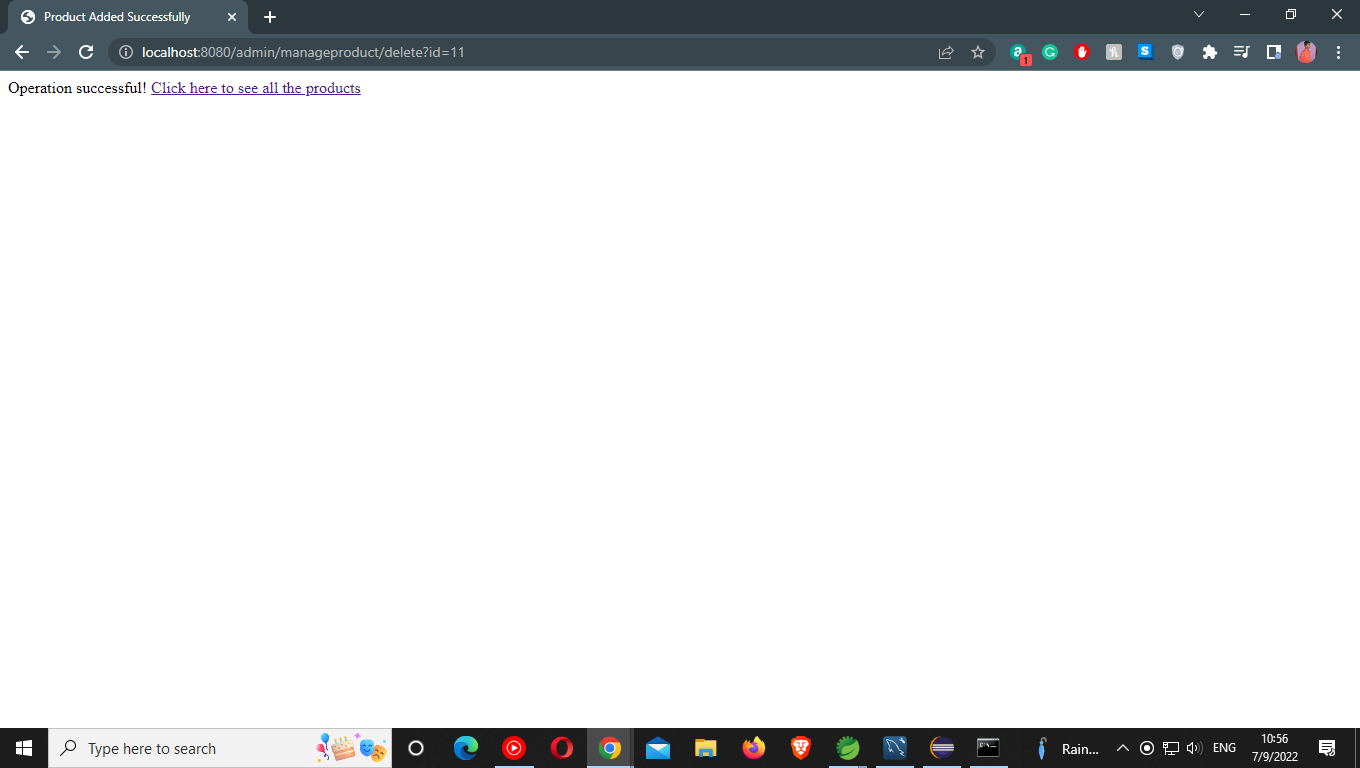 Product Added Successfully
localhost:8080/admin/manageproduct/delete?id=11
1
Operation successful! Click here to see all the products
Type here to search
Rain...
ENG
10:56
7/9/2022